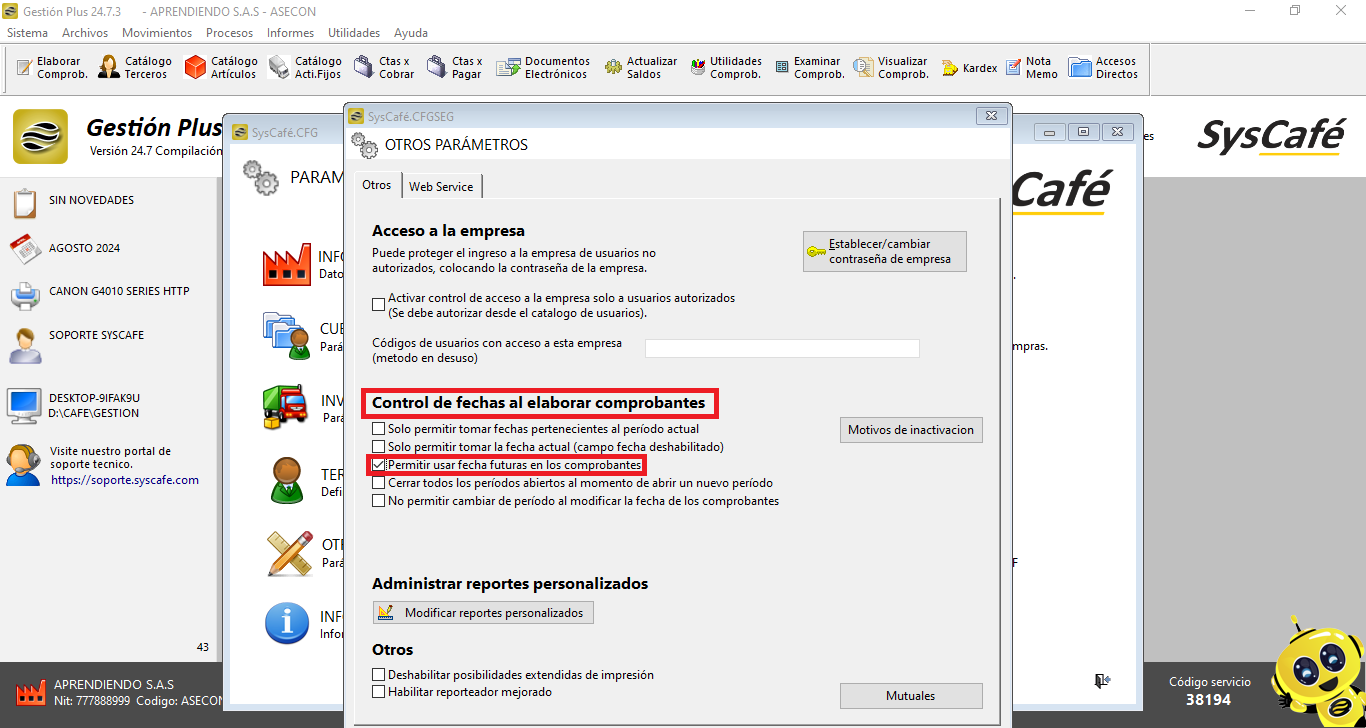 Gestión Plus 24.7.3 - APRENDIENDO S.A.S - ASECON
Sistema Archivos Movimientos Procesos Informes Utilidades Ayuda
Elaborar Comprob.
Catálogo Terceros
Catálogo Artículos
Catálogo Acti.Fijos
Ctas x Cobrar
Ctas x Pagar
Documentos Electrónicos
Actualizar Saldos
Utilidades Comprob.
Examinar Comprob.
Visualizar Comprob.
Kardex
Nota Memo
Accesos Directos
Gestión Plus
Versión 24.7 Compilación
es
SysCafé
SIN NOVEDADES
AGOSTO 2024
CANON G4010 SERIES HTTP
SOPORTE SYSCAFE
DESKTOP-9IFAK9U
D:\CAFE\GESTION
Visite nuestro portal de
soporte tecnico.
https://soporte.syscafe.com
43
SysCafé.CFG
PARAM
Café
INFO
Dato
CUE
Pará
mpras.
INV
Pará
TER
Defi
OTR
Pará
F
INFO
Infor
SysCafé.CFGSEG
OTROS PARÁMETROS
Otros Web Service
Acceso a la empresa
Puede proteger el ingreso a la empresa de usuarios no
autorizados, colocando la contraseña de la empresa.
Establecer/cambiar
contraseña de empresa
Activar control de acceso a la empresa solo a usuarios autorizados
(Se debe autorizar desde el catalogo de usuarios).
Códigos de usuarios con acceso a esta empresa
(metodo en desuso)
Control de fechas al elaborar comprobantes
Solo permitir tomar fechas pertenecientes al período actual
Motivos de inactivacion
Solo permitir tomar la fecha actual (campo fecha deshabilitado)
Permitir usar fecha futuras en los comprobantes
Cerrar todos los períodos abiertos al momento de abrir un nuevo período
No permitir cambiar de período al modificar la fecha de los comprobantes
Administrar reportes personalizados
Modificar reportes personalizados
Otros
Deshabilitar posibilidades extendidas de impresión
Habilitar reporteador mejorado
Mutuales
APRENDIENDO S.A.S
Nit: 777888999 Codigo: ASECON
Código servicio
38194